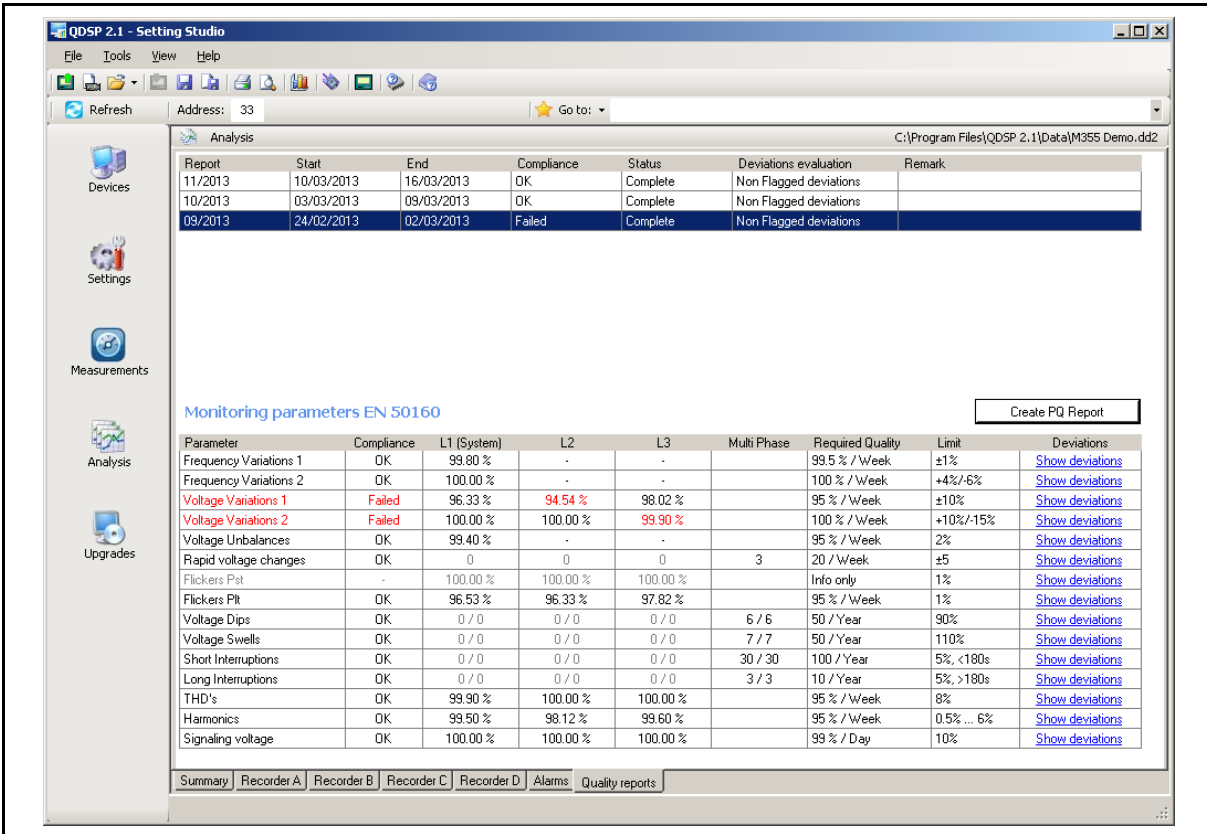 QDSP 2.1 - Setting Studio
File Tools View Help
Refresh Address: 33 Go to:
Analysis C:\Program Files\QDSP 2.1\Data\M355 Demo.dd2
Devices
Settings
Measurements
Analysis
Upgrades
Report Start End Compliance Status Deviations evaluation Remark
11/2013 10/03/2013 16/03/2013 OK Complete Non Flagged deviations
10/2013 03/03/2013 09/03/2013 OK Complete Non Flagged deviations
09/2013 24/02/2013 02/03/2013 Failed Complete Non Flagged deviations
Monitoring parameters EN 50160 Create PQ Report
Parameter Compliance L1 (System) L2 L3 Multi Phase Required Quality Limit Deviations
Frequency Variations 1 OK 99.80 % - - 99.5 % / Week ±1% Show deviations
Frequency Variations 2 OK 100.00 % - - 100 % / Week +4%/-6% Show deviations
Voltage Variations 1 Failed 96.33 % 94.54 % 98.02 % 95 % / Week ±10% Show deviations
Voltage Variations 2 Failed 100.00 % 100.00 % 99.90 % 100 % / Week +10%/-15% Show deviations
Voltage Unbalances OK 99.40 % - - 95 % / Week 2% Show deviations
Rapid voltage changes OK 0 0 0 3 20 / Week ±5 Show deviations
Flickers Pst - 100.00 % 100.00 % 100.00 % Info only 1% Show deviations
Flickers Plt OK 96.53 % 96.33 % 97.82 % 95 % / Week 1% Show deviations
Voltage Dips OK 0 / 0 0 / 0 0 / 0 6 / 6 50 / Year 90% Show deviations
Voltage Swells OK 0 / 0 0 / 0 0 / 0 7 / 7 50 / Year 110% Show deviations
Short Interruptions OK 0 / 0 0 / 0 0 / 0 30 / 30 100 / Year 5%, <180s Show deviations
Long Interruptions OK 0 / 0 0 / 0 0 / 0 3 / 3 10 / Year 5%, >180s Show deviations
THD's OK 99.90 % 100.00 % 100.00 % 95 % / Week 8% Show deviations
Harmonics OK 99.50 % 98.12 % 99.60 % 95 % / Week 0.5% ... 6% Show deviations
Signaling voltage OK 100.00 % 100.00 % 100.00 % 99 % / Day 10% Show deviations
Summary Recorder A Recorder B Recorder C Recorder D Alarms Quality reports